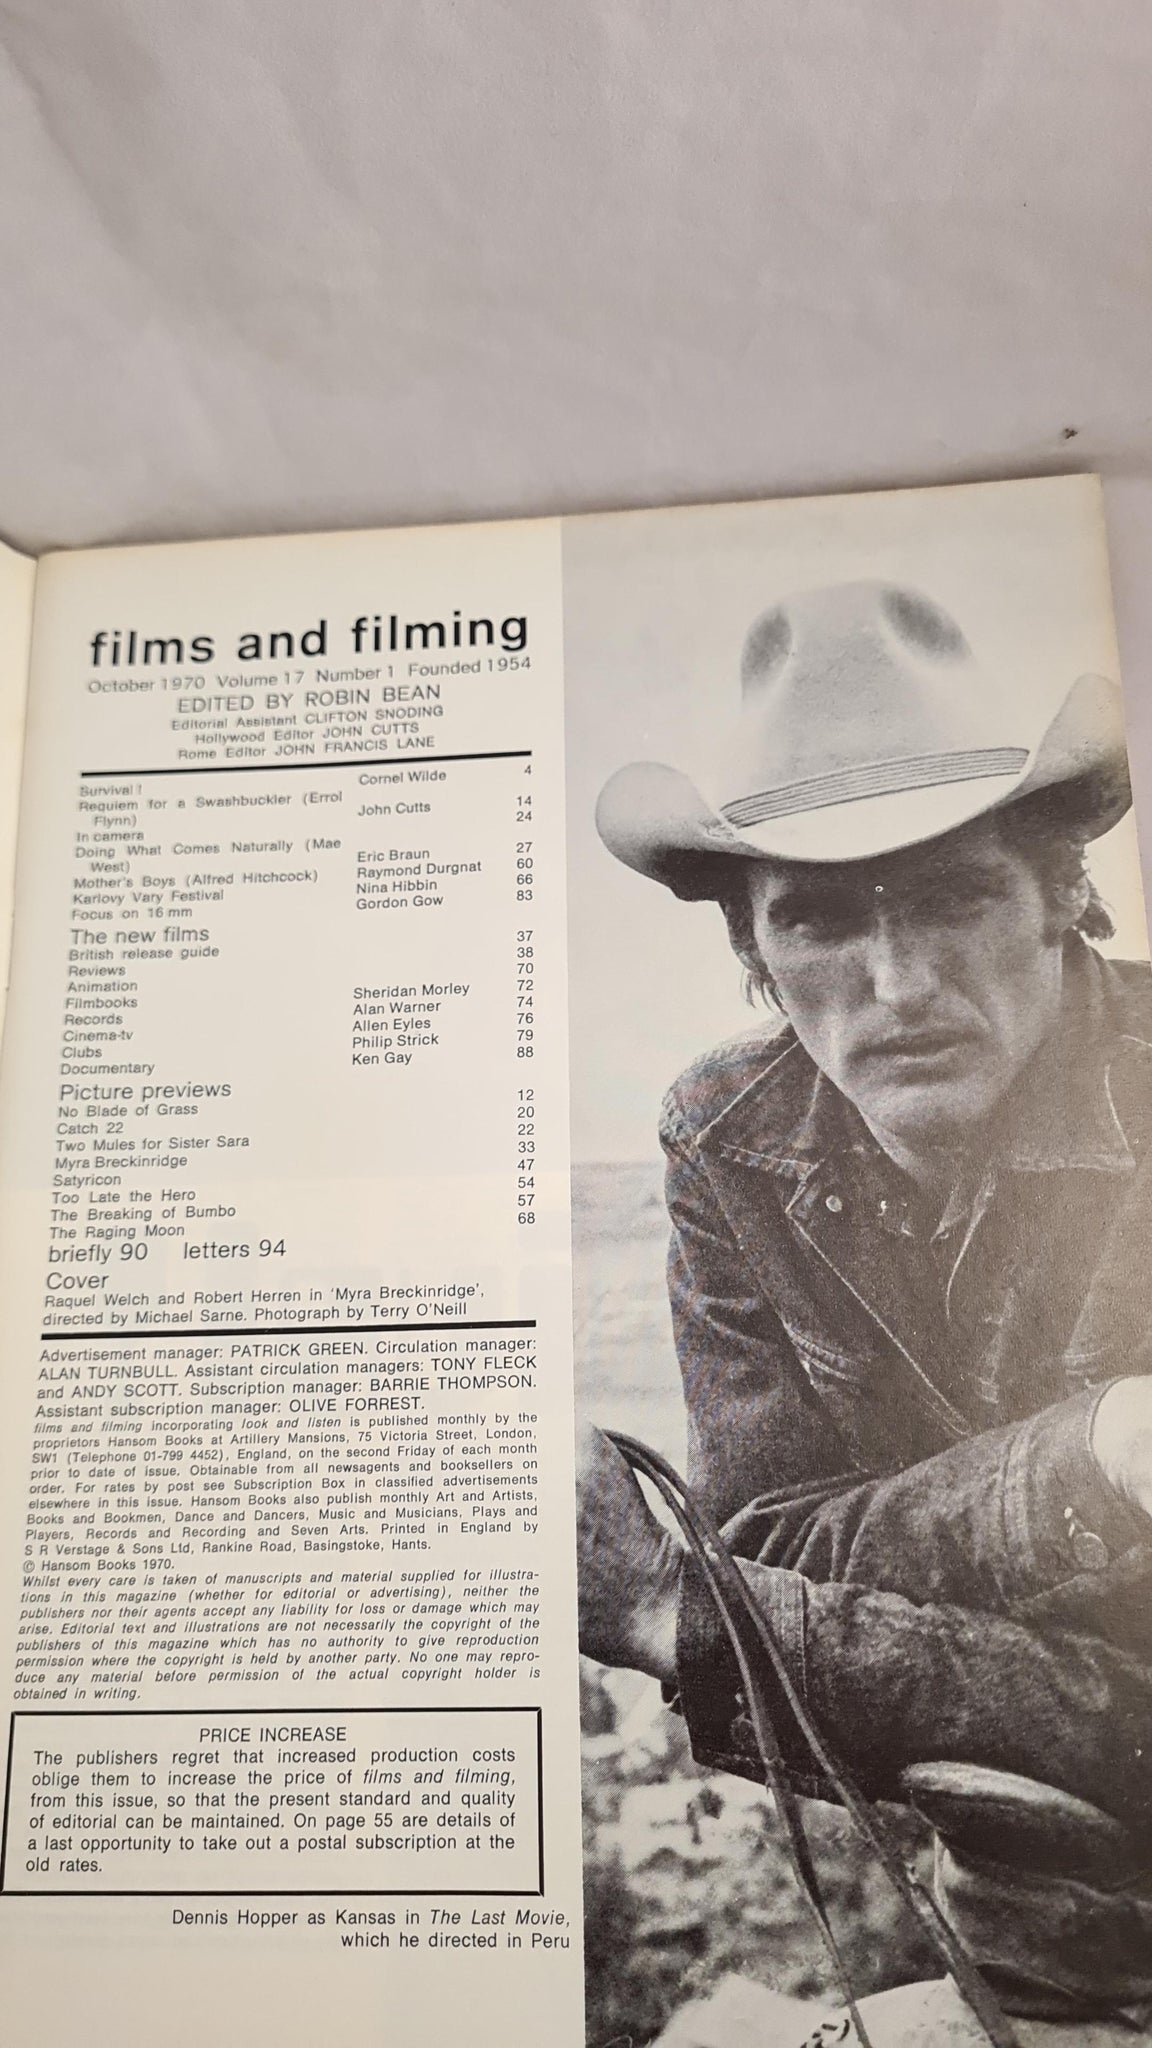 films and filming
October 1970 Volume 17 Number 1 Founded 1954
EDITED BY ROBIN BEAN
Editorial Assistant CLIFTON SNODING
Hollywood Editor JOHN CUTTS
Rome Editor JOHN FRANCIS LANE
Survival ! Cornel Wilde 4
Requiem for a Swashbuckler (Errol
Flynn) John Cutts 14
In camera 24
Doing What Comes Naturally (Mae
West) Eric Braun 27
Mother's Boys (Alfred Hitchcock) Raymond Durgnat 60
Karlovy Vary Festival Nina Hibbin 66
Focus on 16 mm Gordon Gow 83
The new films
British release guide 37
Reviews 38
Animation 70
Filmbooks Sheridan Morley 72
Records Alan Warner 74
Cinema-tv Allen Eyles 76
Clubs Philip Strick 79
Documentary Ken Gay 88
Picture previews
No Blade of Grass 12
Catch 22 20
Two Mules for Sister Sara 22
Myra Breckinridge 33
Satyricon 47
Too Late the Hero 54
The Breaking of Bumbo 57
The Raging Moon 68
briefly 90 letters 94
Cover
Raquel Welch and Robert Herren in 'Myra Breckinridge',
directed by Michael Sarne. Photograph by Terry O'Neill
Advertisement manager: PATRICK GREEN. Circulation manager:
ALAN TURNBULL. Assistant circulation managers: TONY FLECK
and ANDY SCOTT. Subscription manager: BARRIE THOMPSON.
Assistant subscription manager: OLIVE FORREST.
films and filming incorporating look and listen is published monthly by the
proprietors Hansom Books at Artillery Mansions, 75 Victoria Street, London,
SW1 (Telephone 01-799 4452), England, on the second Friday of each month
prior to date of issue. Obtainable from all newsagents and booksellers on
order. For rates by post see Subscription Box in classified advertisements
elsewhere in this issue. Hansom Books also publish monthly Art and Artists,
Books and Bookmen, Dance and Dancers, Music and Musicians, Plays and
Players, Records and Recording and Seven Arts. Printed in England by
S R Verstage & Sons Ltd, Rankine Road, Basingstoke, Hants.
© Hansom Books 1970.
Whilst every care is taken of manuscripts and material supplied for illustra-
tions in this magazine (whether for editorial or advertising), neither the
publishers nor their agents accept any liability for loss or damage which may
arise. Editorial text and illustrations are not necessarily the copyright of the
publishers of this magazine which has no authority to give reproduction
permission where the copyright is held by another party. No one may repro-
duce any material before permission of the actual copyright holder is
obtained in writing.
PRICE INCREASE
The publishers regret that increased production costs
oblige them to increase the price of films and filming,
from this issue, so that the present standard and quality
of editorial can be maintained. On page 55 are details of
a last opportunity to take out a postal subscription at the
old rates.
Dennis Hopper as Kansas in The Last Movie,
which he directed in Peru